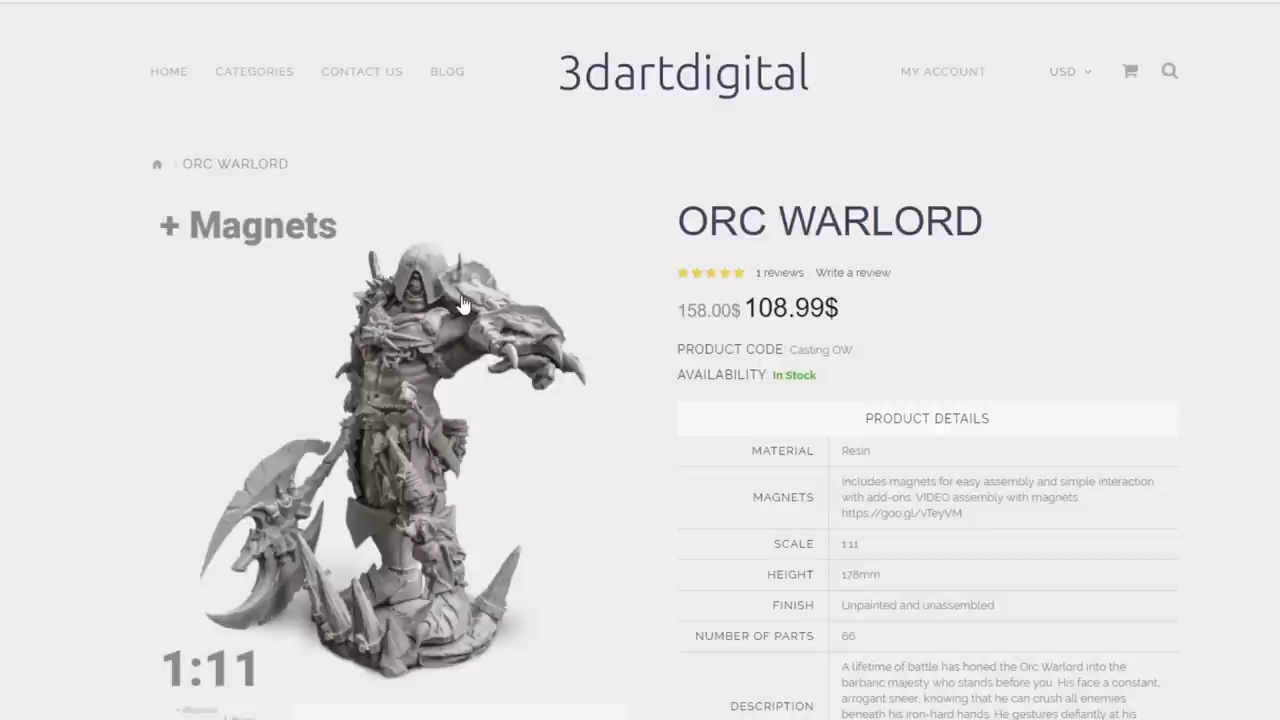 HOME CATEGORIES CONTACT US BLOG 3dartdigital MY ACCOUNT USD
ORC WARLORD
+ Magnets
1:11
+ Magnets
ORC WARLORD
1 reviews Write a review
158.00$ 108.99$
PRODUCT CODE: Casting OW
AVAILABILITY: In Stock
PRODUCT DETAILS
MATERIAL Resin
MAGNETS Includes magnets for easy assembly and simple interaction
with add-ons. VIDEO assembly with magnets
https://goo.gl/vTeyVM
SCALE 1:11
HEIGHT 178mm
FINISH Unpainted and unassembled
NUMBER OF PARTS 66
DESCRIPTION A lifetime of battle has honed the Orc Warlord into the
barbaric majesty who stands before you. His face a constant,
arrogant sneer, knowing that he can crush all enemies
beneath his iron-hard hands. He gestures defiantly at his